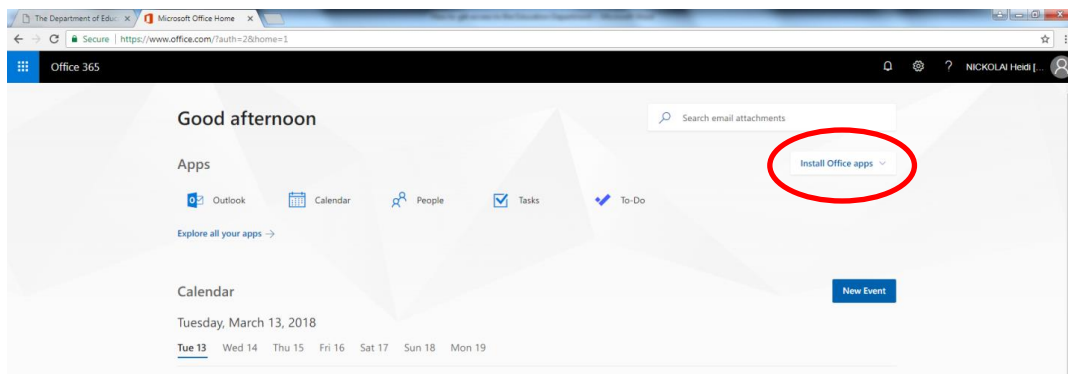 The Department of Educ
Microsoft Office Home
Secure | https://www.office.com/?auth=2&home=1
Office 365
? NICKOLAI Heidi [...
Good afternoon
Search email attachments
Apps
Install Office apps
Outlook Calendar People Tasks To-Do
Explore all your apps →
Calendar
New Event
Tuesday, March 13, 2018
Tue 13 Wed 14 Thu 15 Fri 16 Sat 17 Sun 18 Mon 19